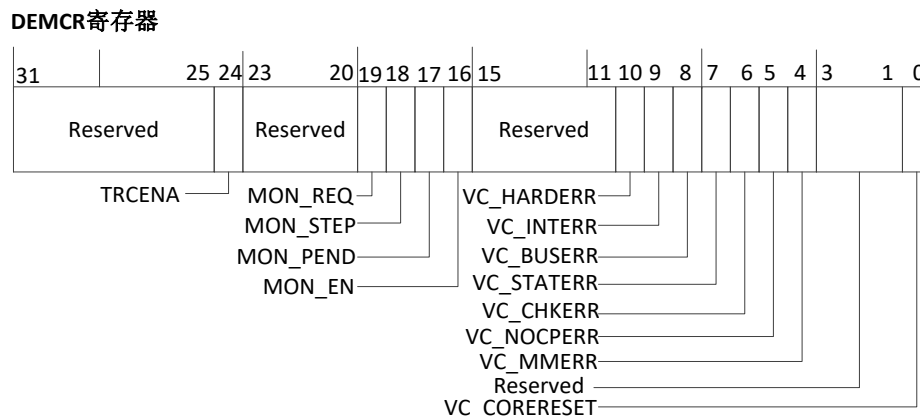 DEMCR寄存器
31 25 24 23 20 19 18 17 16 15 11 10 9 8 7 6 5 4 3 1 0
Reserved Reserved Reserved
TRCENA MON_REQ VC_HARDERR
MON_STEP VC_INTERR
MON_PEND VC_BUSERR
MON_EN VC_STATERR
VC_CHKERR
VC_NOCPERR
VC_MMERR
Reserved
VC_CORERESET